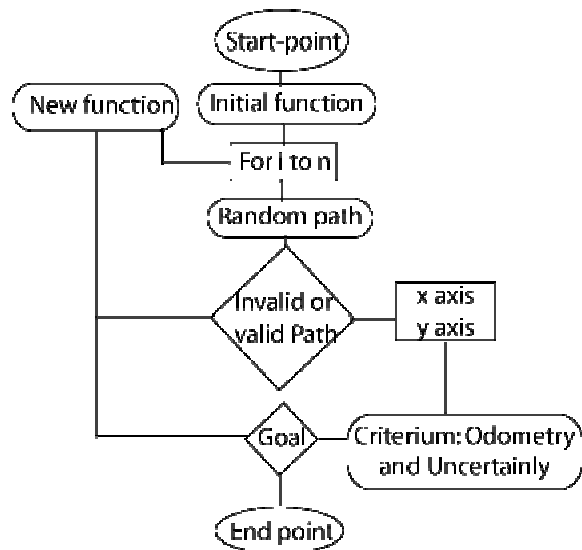 Start-point
New function
Initial function
For i to n
Random path
Invalid or
valid Path
x axis
y axis
Goal
Criterium: Odometry
and Uncertainly
End point